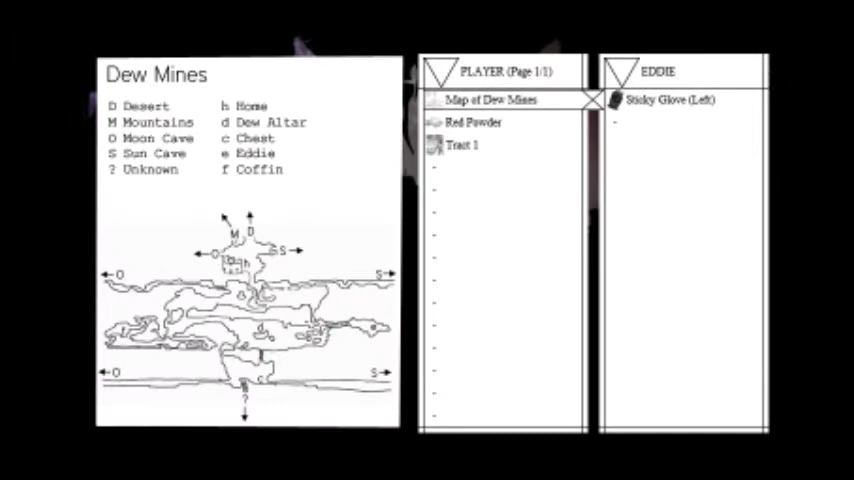 Dew Mines
D Desert h Home
M Mountains d Dew Altar
O Moon Cave c Chest
S Sun Cave e Eddie
? Unknown f Coffin
M D
O S
h
O S
O S
?
PLAYER (Page 1/1)
Map of Dew Mines
Red Powder
Tract 1
EDDIE
Sticky Glove (Left)